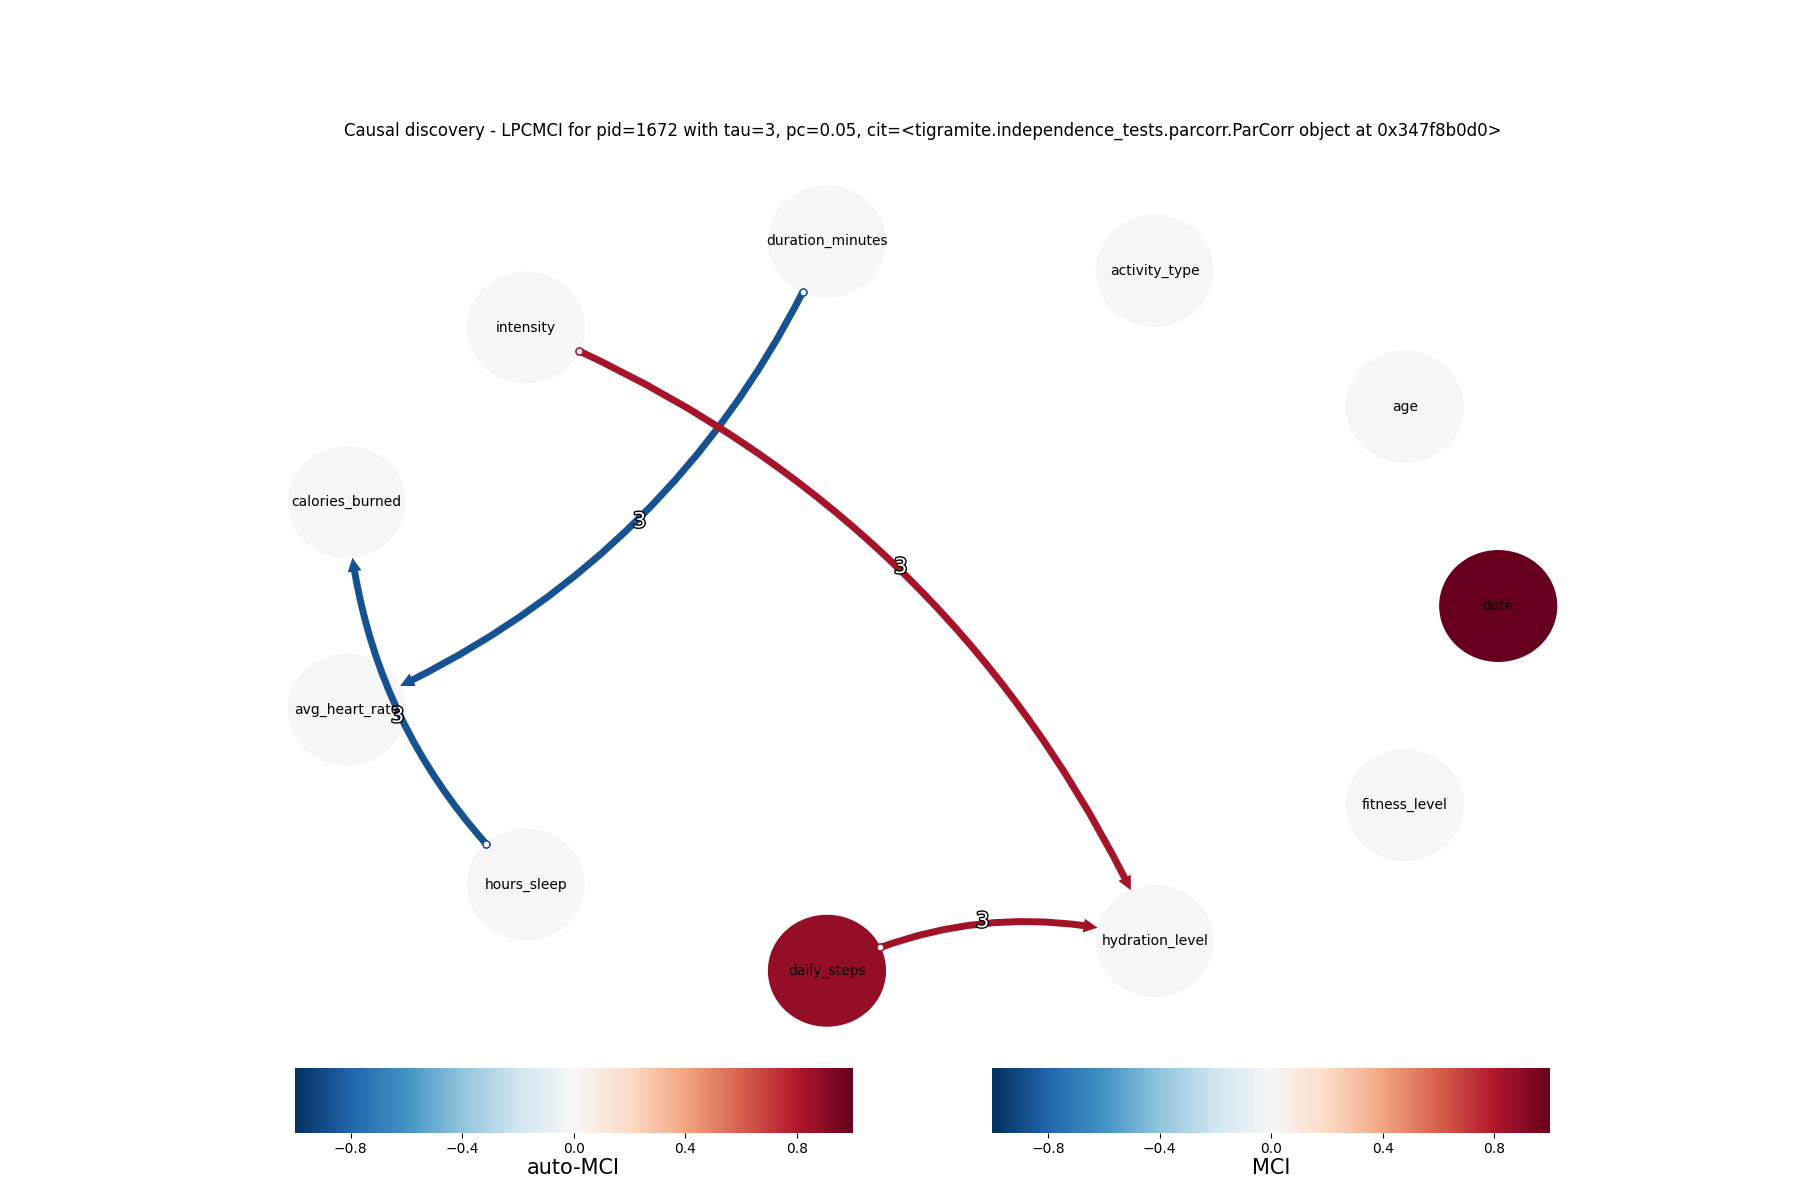 Causal discovery - LPCMCI for pid=1672 with tau=3, pc=0.05, cit=<tigramite.independence_tests.parcorr.ParCorr object at 0x347f8b0d0>
duration_minutes
activity_type
intensity
age
calories_burned
3
3
date
avg_heart_rate
3
fitness_level
hours_sleep
3
hydration_level
daily_steps
−0.8 −0.4 0.0 0.4 0.8
auto-MCI
−0.8 −0.4 0.0 0.4 0.8
MCI